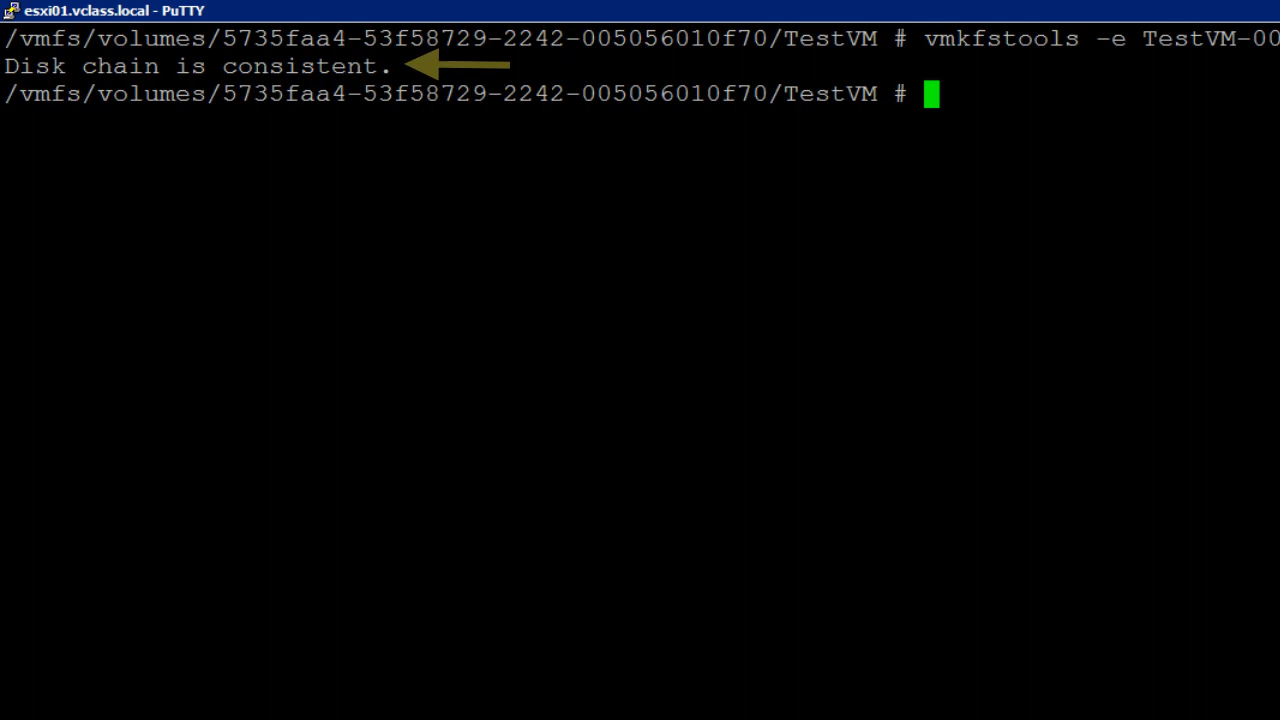 esxi01.vclass.local - PuTTY
/vmfs/volumes/5735faa4-53f58729-2242-005056010f70/TestVM # vmkfstools -e TestVM-00
Disk chain is consistent.
/vmfs/volumes/5735faa4-53f58729-2242-005056010f70/TestVM #